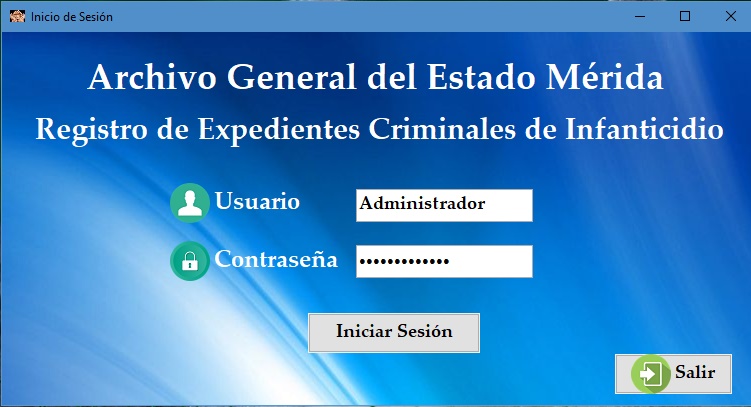 Inicio de Sesión
Archivo General del Estado Mérida
Registro de Expedientes Criminales de Infanticidio
Usuario Administrador
Contraseña •••••••••••••
Iniciar Sesión
Salir